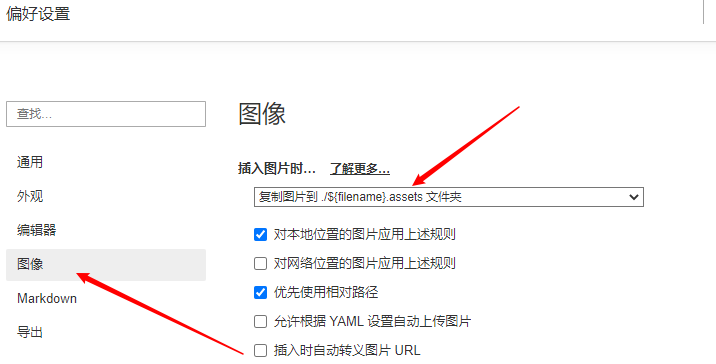 偏好设置
查找...
通用
外观
编辑器
图像
Markdown
导出
图像
插入图片时... 了解更多...
复制图片到 ./${filename}.assets 文件夹
对本地位置的图片应用上述规则
对网络位置的图片应用上述规则
优先使用相对路径
允许根据 YAML 设置自动上传图片
插入时自动转义图片 URL